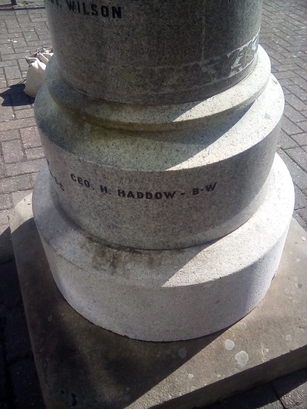 WILSON
GEO. H. HADDOW - B-W